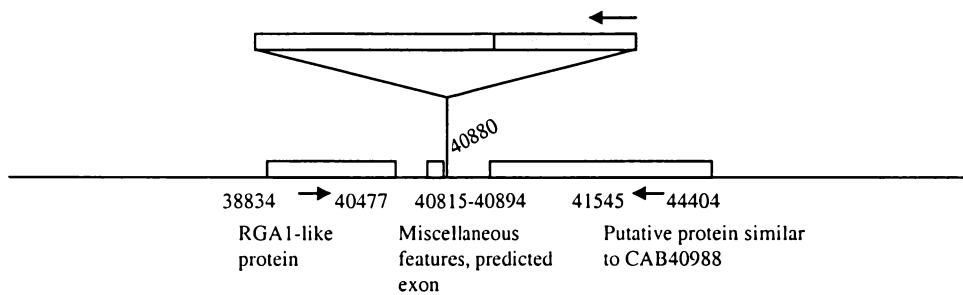 40880
38834 40477 40815-40894 41545 44404
RGA1-like protein
Miscellaneous features, predicted exon
Putative protein similar to CAB40988